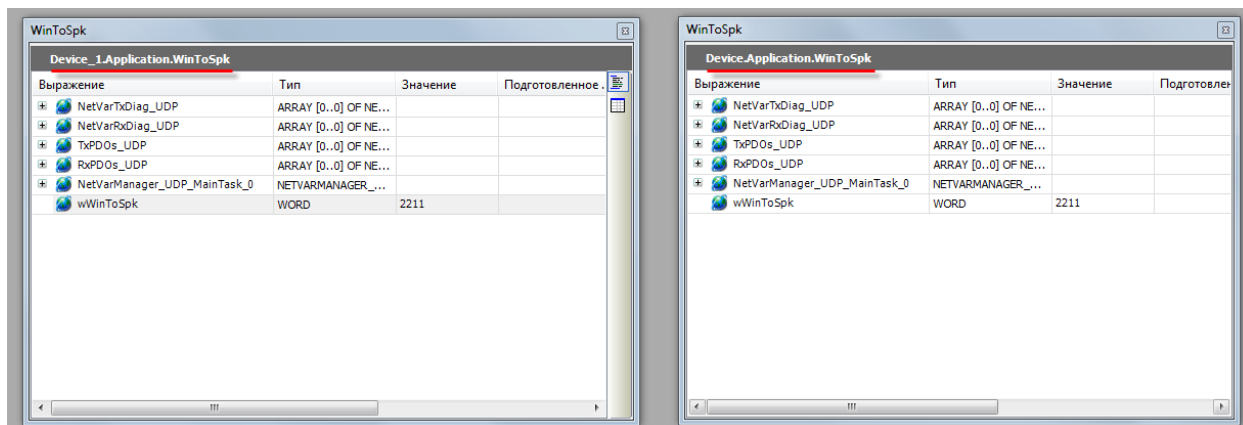 WinToSpk
Device_1.Application.WinToSpk
Выражение Тип Значение Подготовленное .
NetVarTxDiag_UDP ARRAY [0..0] OF NE...
NetVarRxDiag_UDP ARRAY [0..0] OF NE...
TxPDOs_UDP ARRAY [0..0] OF NE...
RxPDOs_UDP ARRAY [0..0] OF NE...
NetVarManager_UDP_MainTask_0 NETVARMANAGER_...
wWinToSpk WORD 2211
WinToSpk
Device.Application.WinToSpk
Выражение Тип Значение Подготовлен
NetVarTxDiag_UDP ARRAY [0..0] OF NE...
NetVarRxDiag_UDP ARRAY [0..0] OF NE...
TxPDOs_UDP ARRAY [0..0] OF NE...
RxPDOs_UDP ARRAY [0..0] OF NE...
NetVarManager_UDP_MainTask_0 NETVARMANAGER_...
wWinToSpk WORD 2211